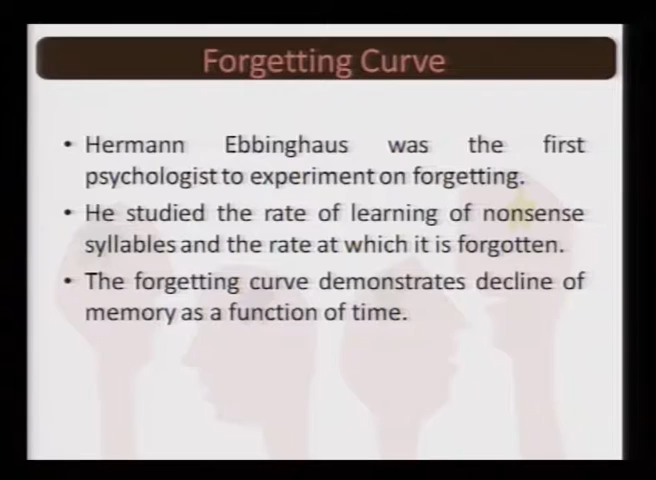 Forgetting Curve
• Hermann Ebbinghaus was the first
psychologist to experiment on forgetting.
• He studied the rate of learning of nonsense
syllables and the rate at which it is forgotten.
• The forgetting curve demonstrates decline of
memory as a function of time.